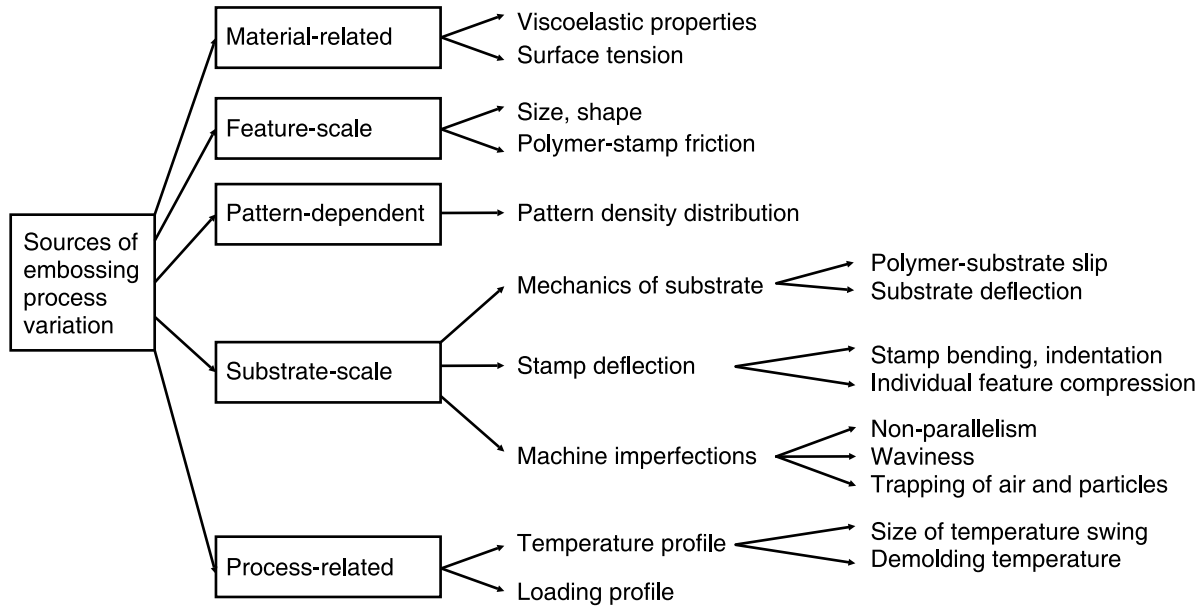 Sources of
embossing
process
variation
Material-related
Viscoelastic properties
Surface tension
Feature-scale
Size, shape
Polymer-stamp friction
Pattern-dependent
Pattern density distribution
Substrate-scale
Mechanics of substrate
Polymer-substrate slip
Substrate deflection
Stamp deflection
Stamp bending, indentation
Individual feature compression
Machine imperfections
Non-parallelism
Waviness
Trapping of air and particles
Process-related
Temperature profile
Size of temperature swing
Demolding temperature
Loading profile